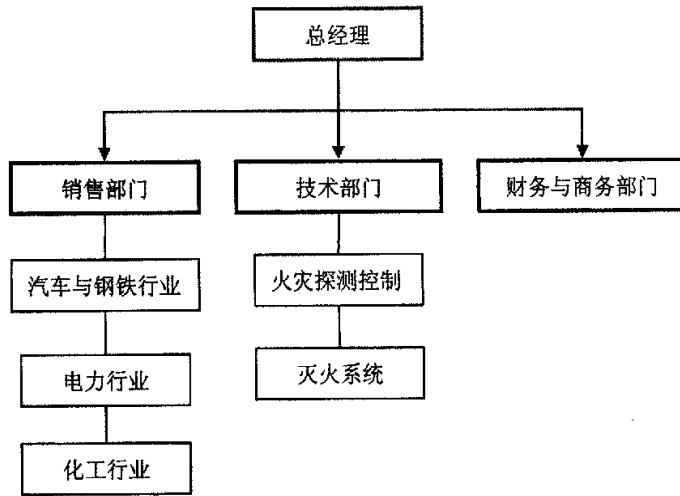 总经理
销售部门
技术部门
财务与商务部门
汽车与钢铁行业
火灾探测控制
电力行业
灭火系统
化工行业